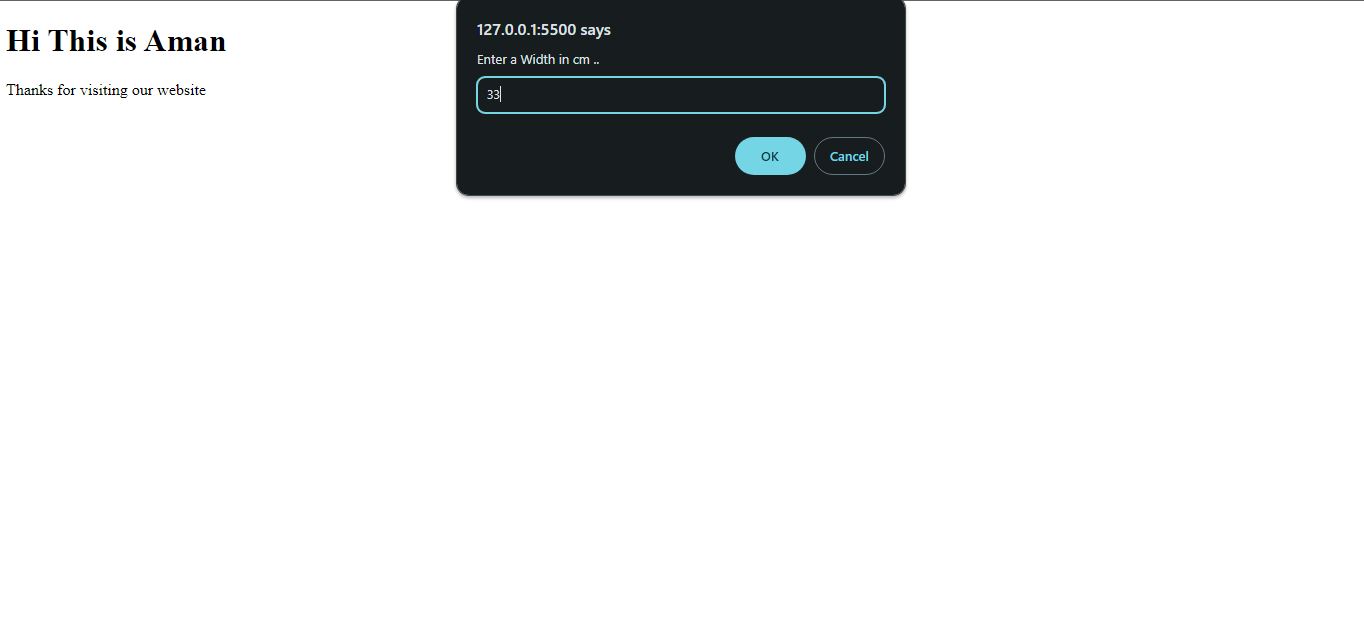 Hi This is Aman
Thanks for visiting our website
127.0.0.1:5500 says
Enter a Width in cm ..
33
OK
Cancel